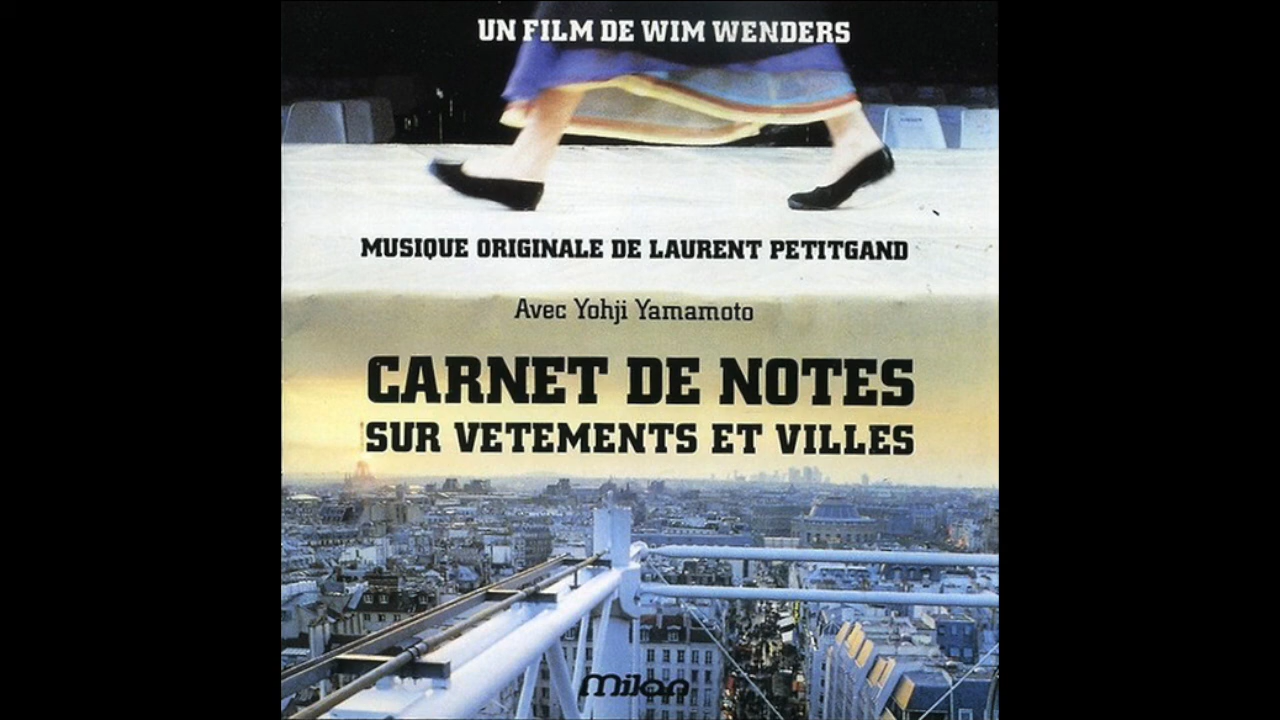 UN FILM DE WIM WENDERS
MUSIQUE ORIGINALE DE LAURENT PETITGAND
Avec Yohji Yamamoto
CARNET DE NOTES
SUR VETEMENTS ET VILLES
Milan